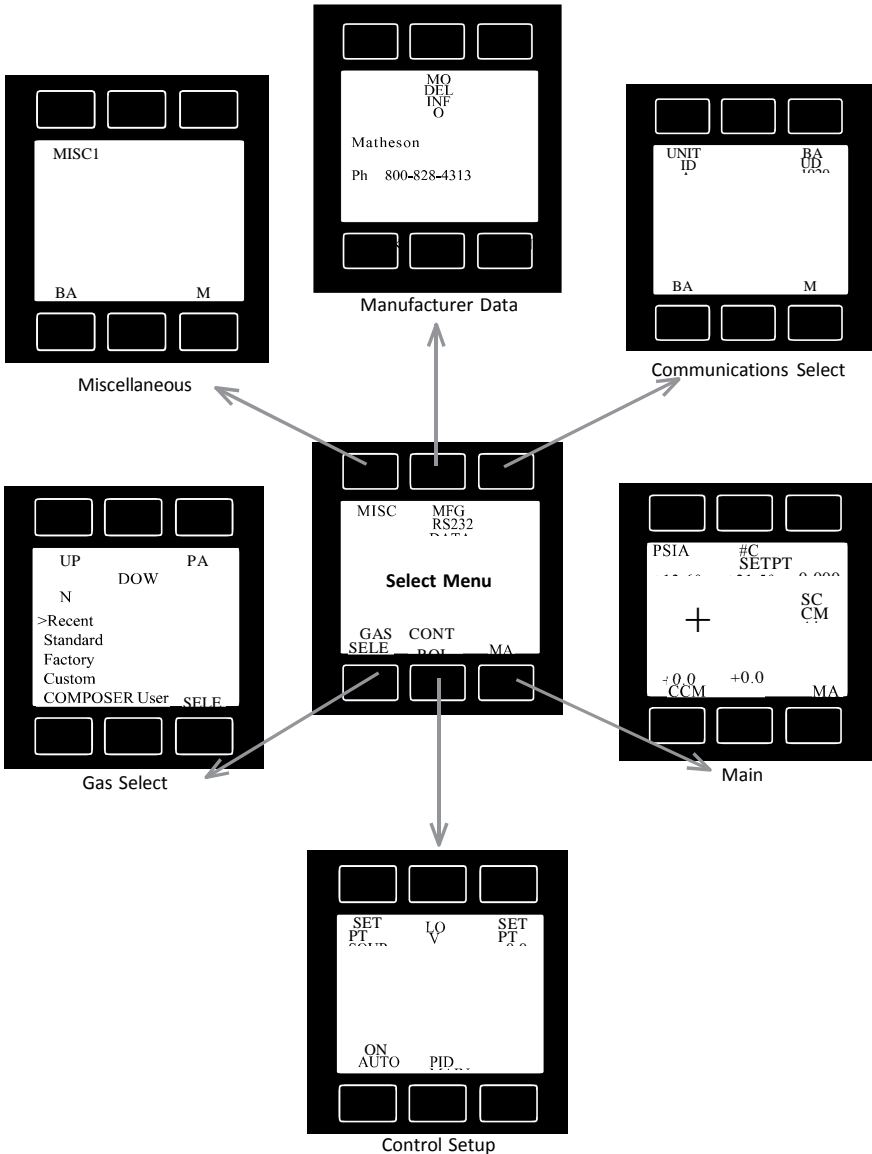 MO
DEL
INF
O
Matheson
Ph 800-828-4313
Manufacturer Data
MISC1
BA M
Miscellaneous
UNIT BA
ID UD
BA M
Communications Select
MISC MFG
RS232
Select Menu
GAS CONT
SELE MA
UP PA
DOW
N
>Recent
Standard
Factory
Custom
COMPOSER User SELE
Gas Select
PSIA #C
SETPT
+
SC
CM
+0.0 +0.0
CCM MA
Main
SET LO SET
PT V PT
ON
AUTO PID
Control Setup